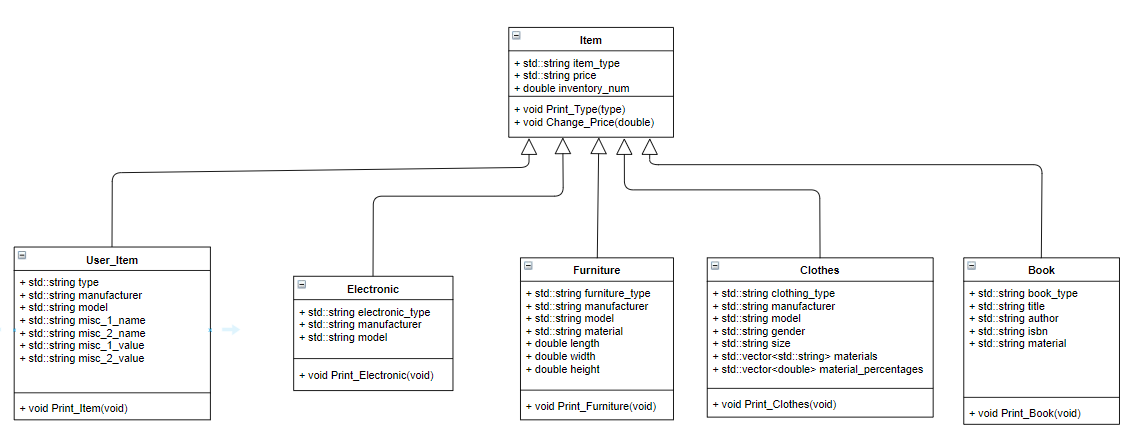 Item
+ std::string item_type
+ std::string price
+ double inventory_num
+ void Print_Type(type)
+ void Change_Price(double)
User_Item
+ std::string type
+ std::string manufacturer
+ std::string model
+ std::string misc_1_name
+ std::string misc_2_name
+ std::string misc_1_value
+ std::string misc_2_value
+ void Print_Item(void)
Electronic
+ std::string electronic_type
+ std::string manufacturer
+ std::string model
+ void Print_Electronic(void)
Furniture
+ std::string furniture_type
+ std::string manufacturer
+ std::string model
+ std::string material
+ double length
+ double width
+ double height
+ void Print_Furniture(void)
Clothes
+ std::string clothing_type
+ std::string manufacturer
+ std::string model
+ std::string gender
+ std::string size
+ std::vector<std::string> materials
+ std::vector<double> material_percentages
+ void Print_Clothes(void)
Book
+ std::string book_type
+ std::string title
+ std::string author
+ std::string isbn
+ std::string material
+ void Print_Book(void)